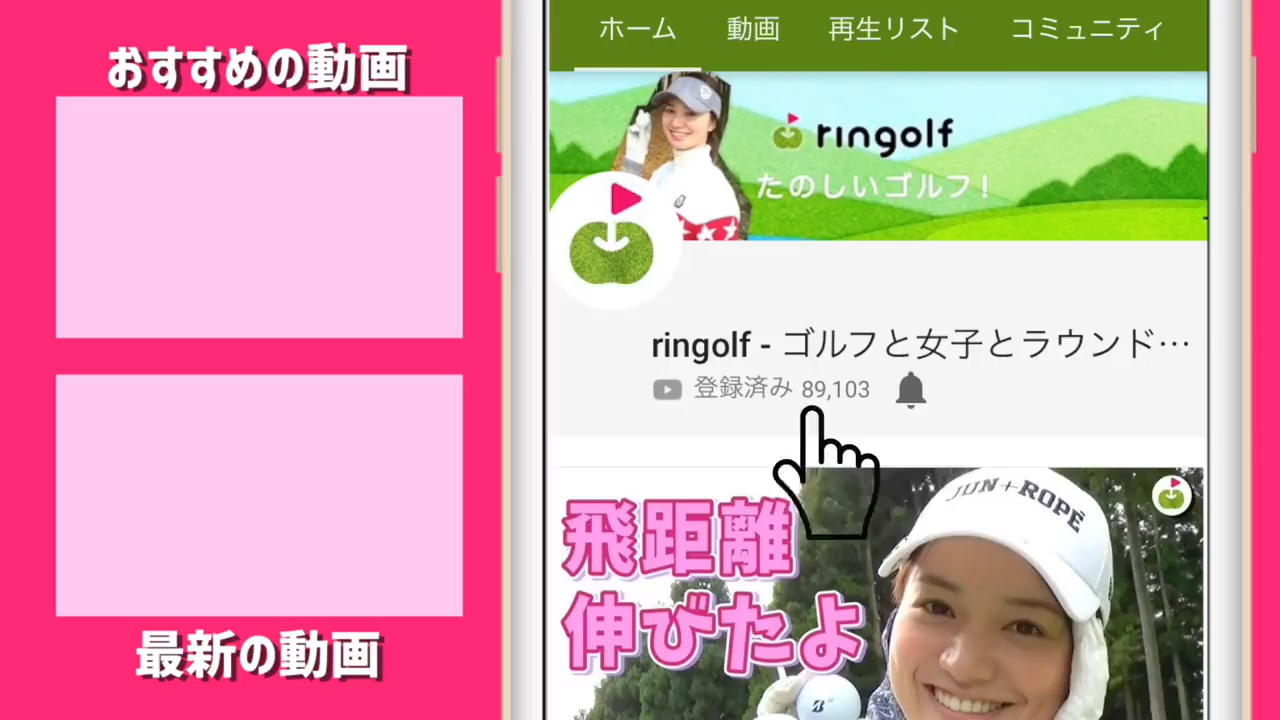 おすすめの動画
最新の動画
ホーム 動画 再生リスト コミュニティ
ringolf
たのしいゴルフ!
ringolf - ゴルフと女子とラウンド…
登録済み 89,103
JUN+ROPÉ
飛距離
伸びたよ
B